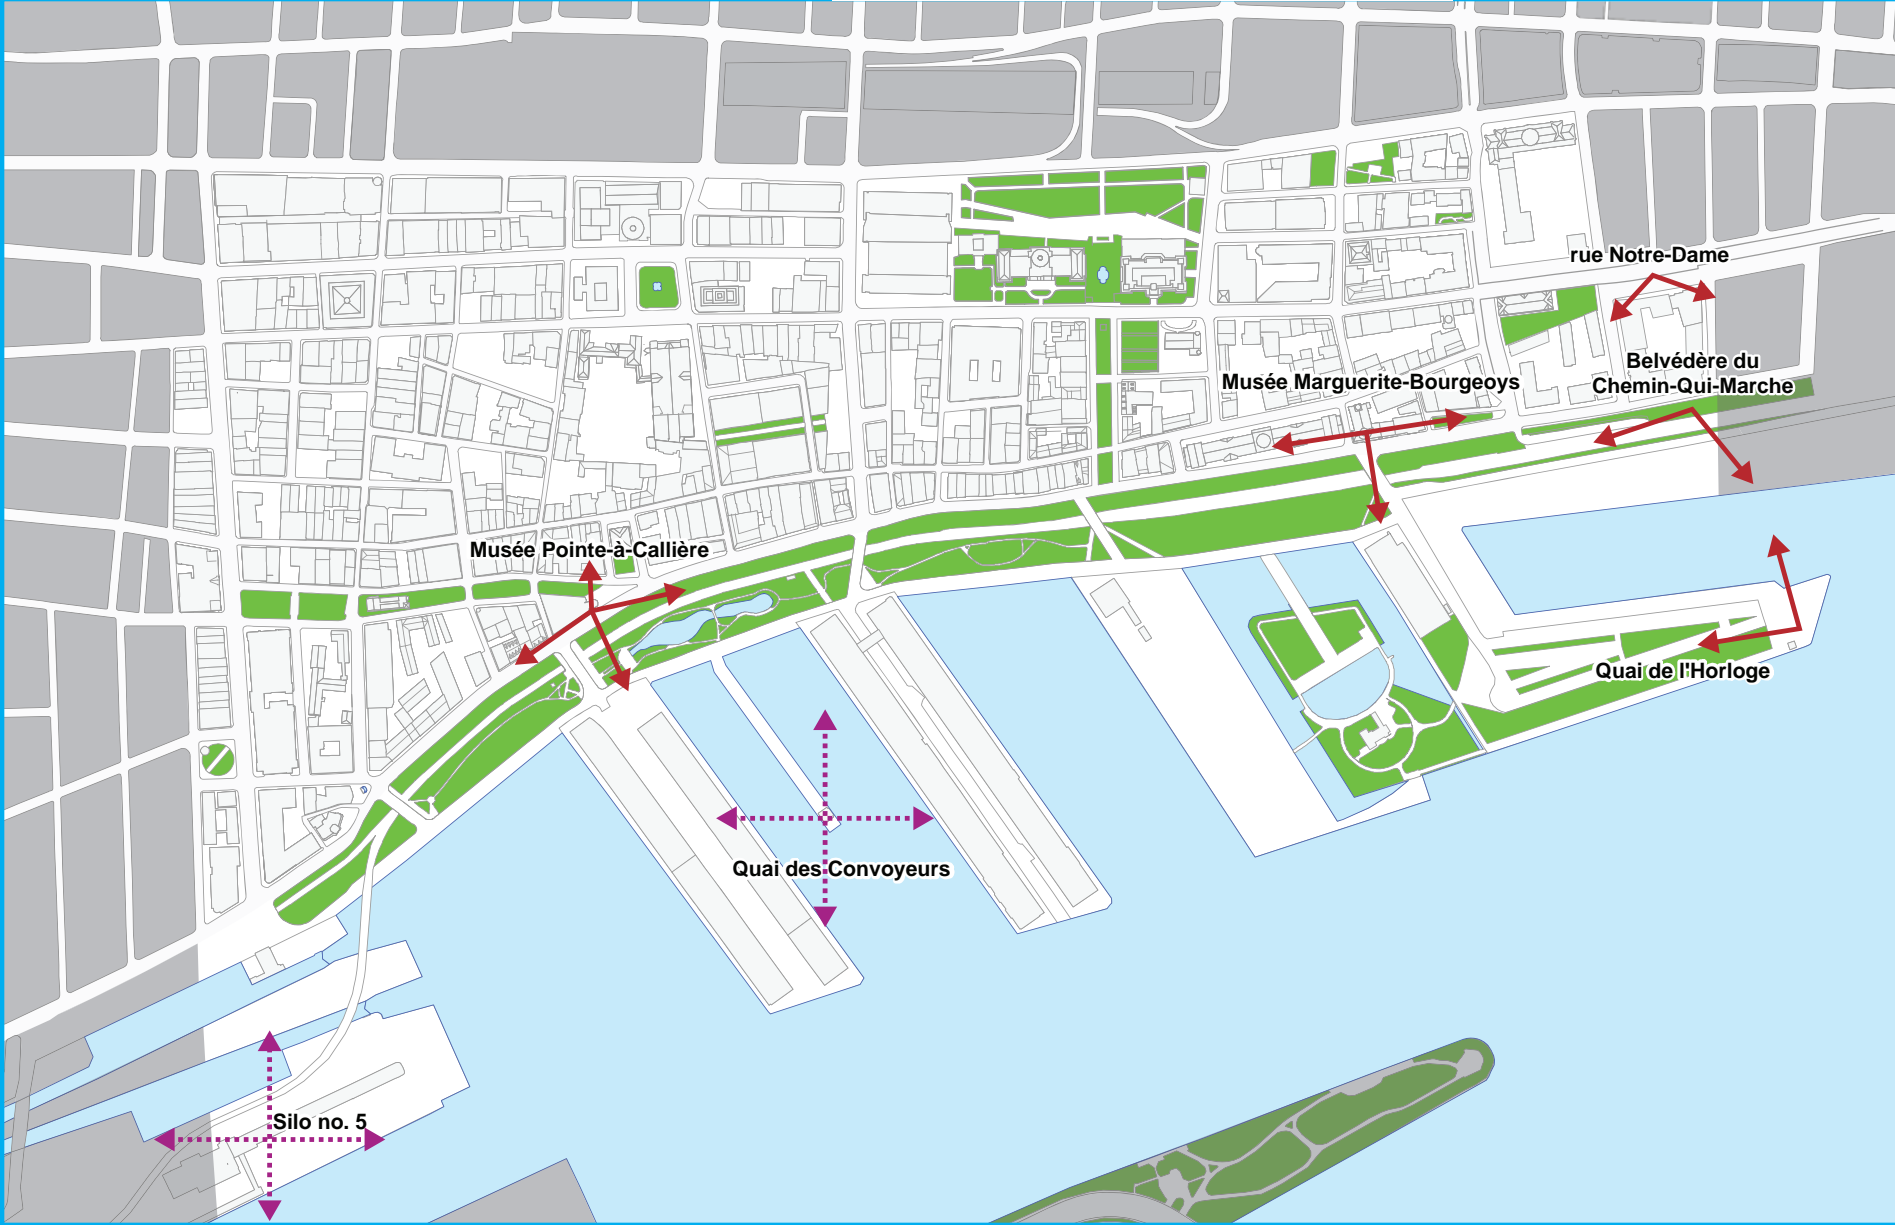 rue Notre-Dame
Belvédère du
Chemin-Qui-Marche
Musée Marguerite-Bourgeoys
Musée Pointe-à-Callière
Quai de l'Horloge
Quai des Convoyeurs
Silo no. 5